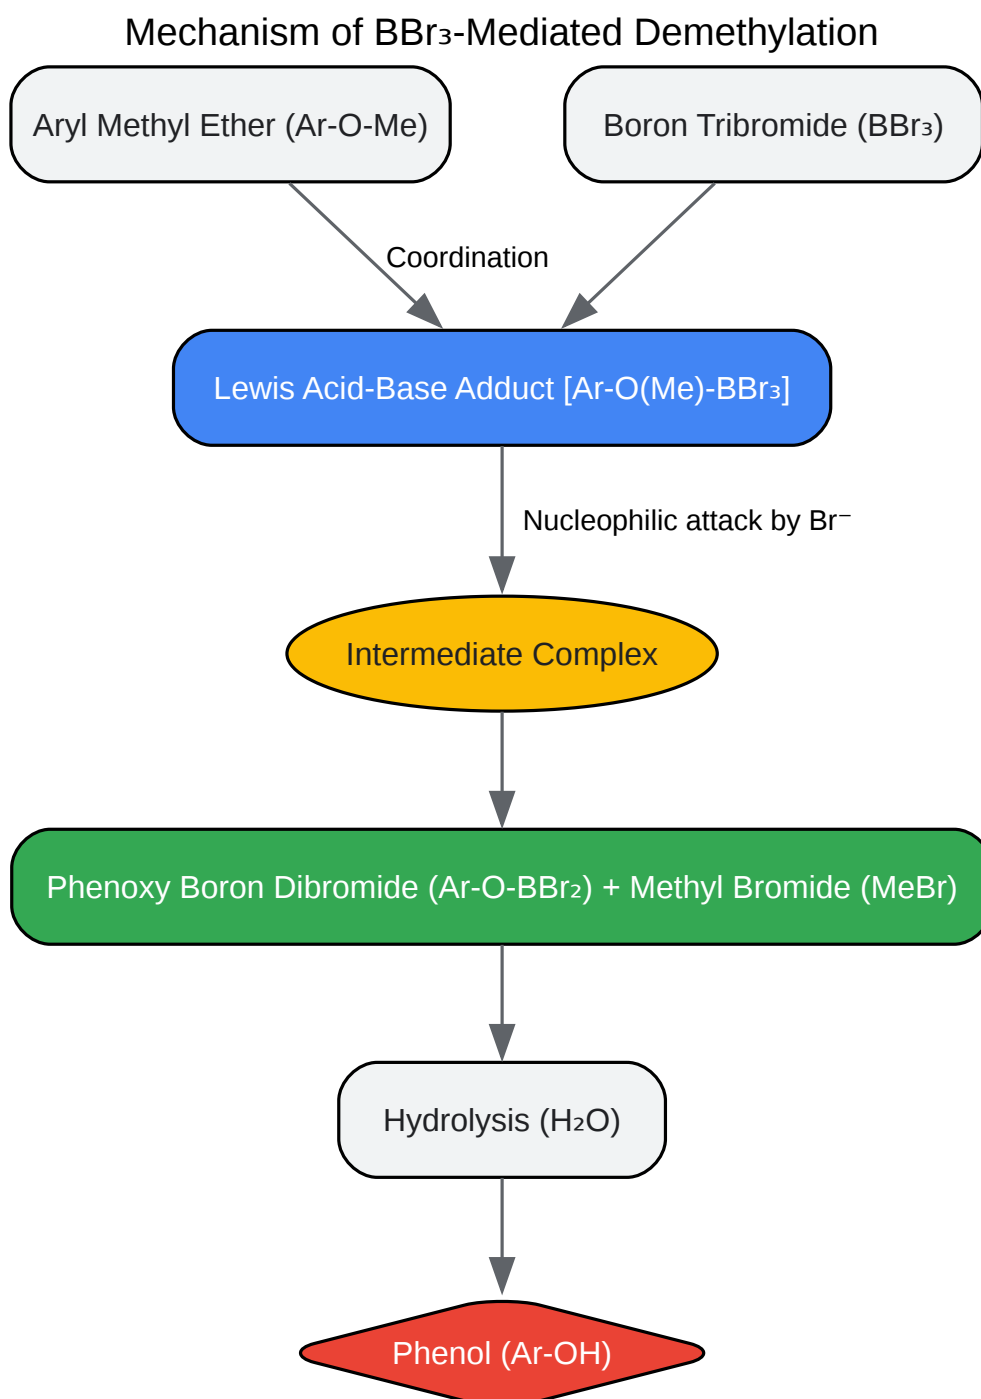 Mechanism of BBr₃-Mediated Demethylation
Aryl Methyl Ether (Ar-O-Me)
Boron Tribromide (BBr₃)
Coordination
Lewis Acid-Base Adduct [Ar-O(Me)-BBr₃]
Nucleophilic attack by Br⁻
Intermediate Complex
Phenoxy Boron Dibromide (Ar-O-BBr₂) + Methyl Bromide (MeBr)
Hydrolysis (H₂O)
Phenol (Ar-OH)